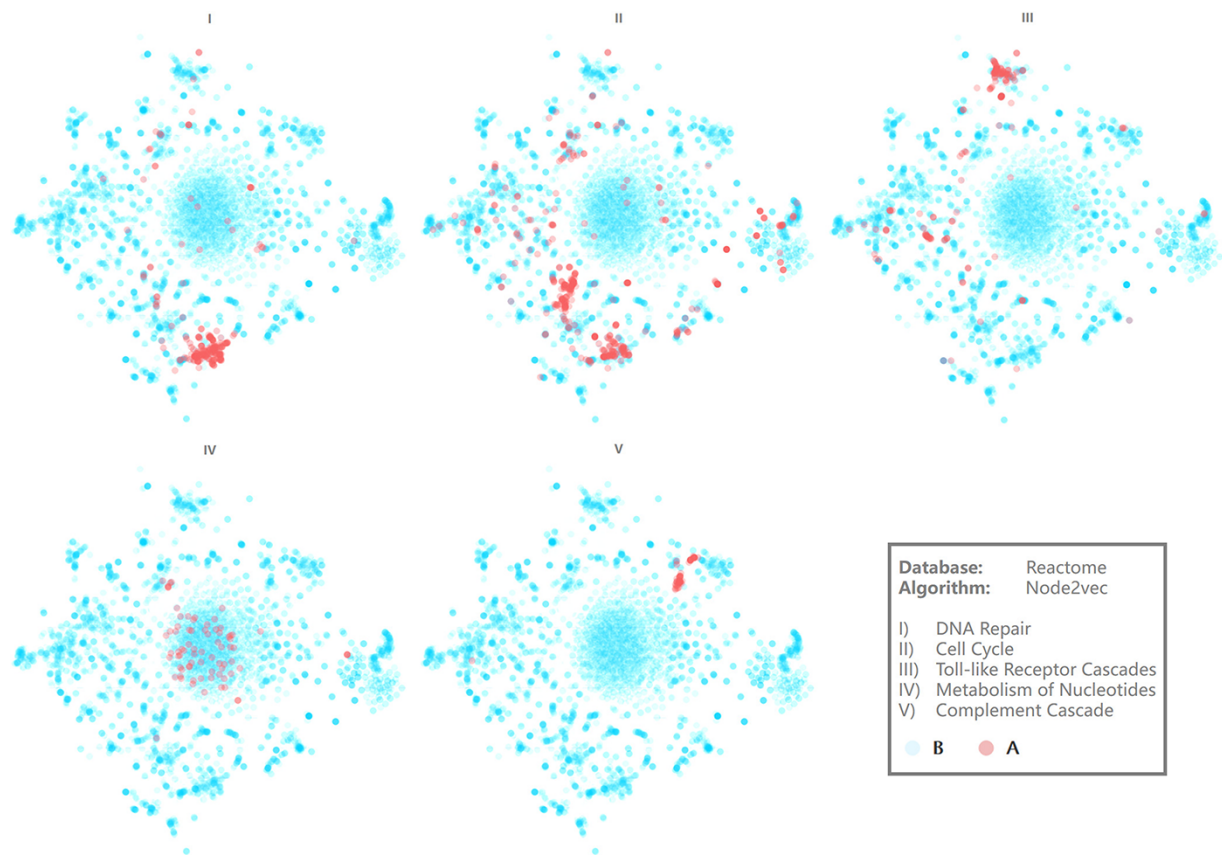 I
II
III
IV
V
Database: Reactome
Algorithm: Node2vec
I) DNA Repair
II) Cell Cycle
III) Toll-like Receptor Cascades
IV) Metabolism of Nucleotides
V) Complement Cascade
B A